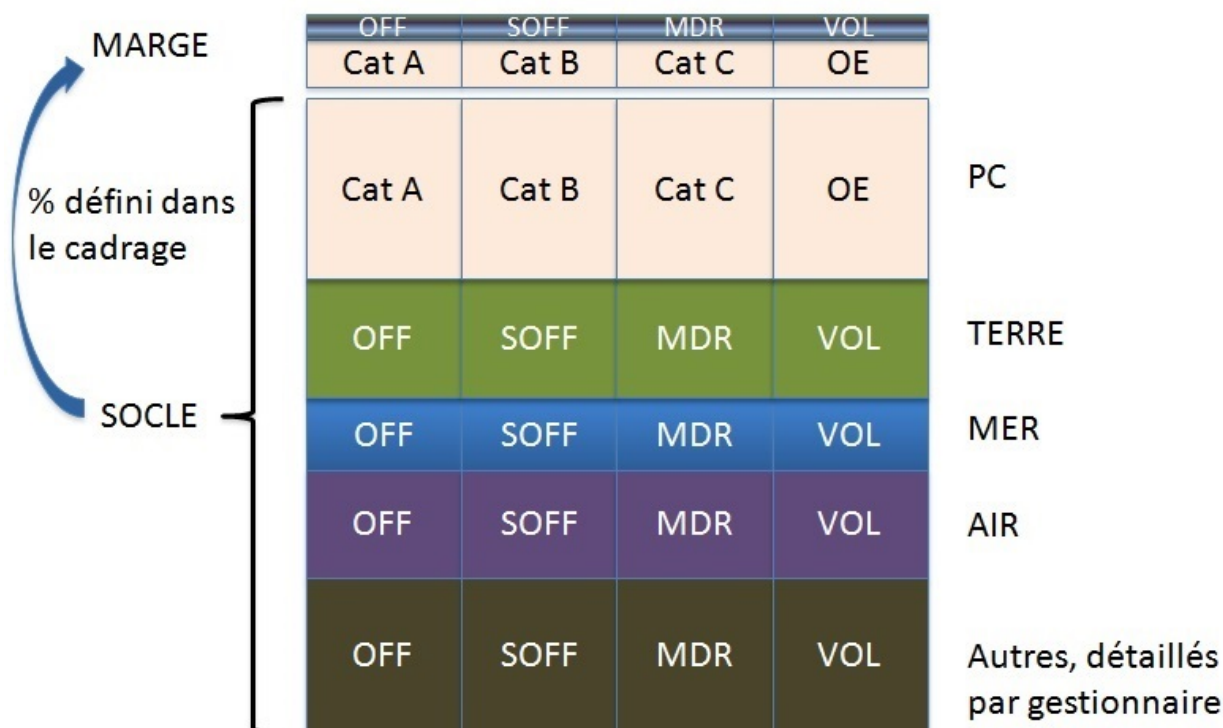 OFF SOFF MDR VOL
MARGE
Cat A Cat B Cat C OE
Cat A Cat B Cat C OE PC
% défini dans
le cadrage
OFF SOFF MDR VOL TERRE
SOCLE
OFF SOFF MDR VOL MER
OFF SOFF MDR VOL AIR
OFF SOFF MDR VOL
Autres, détaillés
par gestionnaire